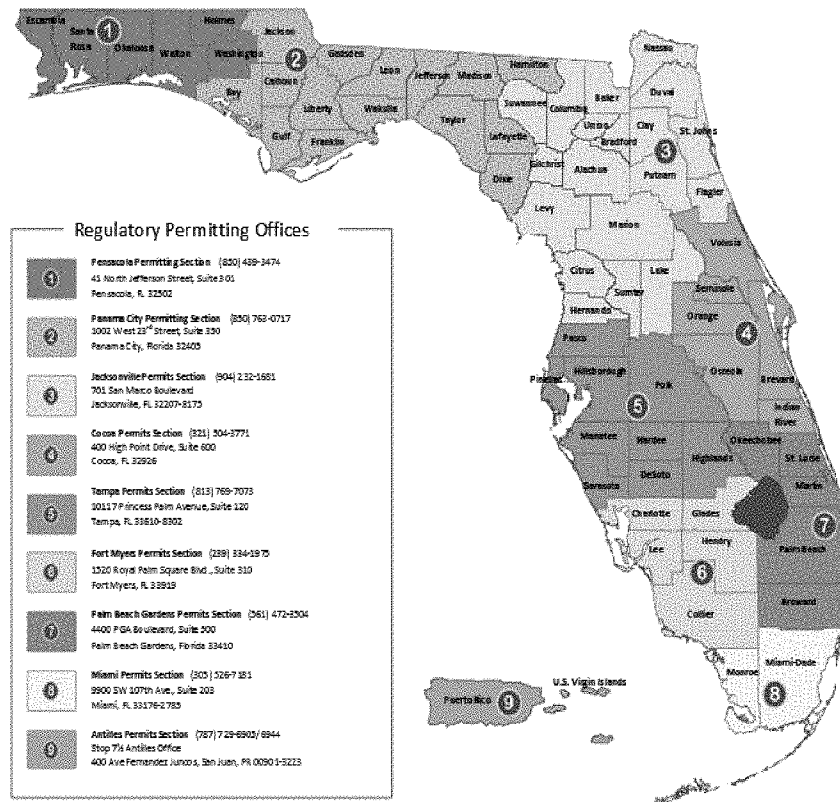 Escambia
Santa Rosa
Okaloosa
Walton
Holmes
Washington
Jackson
Bay
Calhoun
Gulf
Liberty
Franklin
Gadsden
Leon
Wakulla
Jefferson
Madison
Taylor
Hamilton
Suwannee
Lafayette
Dixie
Columbia
Baker
Nassau
Duval
Union
Bradford
Clay
St. Johns
Gilchrist
Alachua
Putnam
Flagler
Levy
Marion
Volusia
Citrus
Sumter
Lake
Hernando
Seminole
Orange
Pasco
Pinellas
Hillsborough
Polk
Osceola
Brevard
Indian River
Manatee
Hardee
Okeechobee
Highlands
St. Lucie
Sarasota
DeSoto
Martin
Charlotte
Glades
Lee
Hendry
Palm Beach
Collier
Broward
Monroe
Miami-Dade
Puerto Rico
U.S. Virgin Islands
1
2
3
4
5
6
7
8
9
Regulatory Permitting Offices
1 Pensacola Permitting Section (850) 439-3474
41 North Jefferson Street, Suite 301
Pensacola, FL 32502
2 Panama City Permitting Section (850) 763-0717
1002 West 23rd Street, Suite 350
Panama City, Florida 32405
3 Jacksonville Permits Section (904) 232-1681
701 San Marco Boulevard
Jacksonville, FL 32207-8175
4 Cocoa Permits Section (321) 504-3771
400 High Point Drive, Suite 600
Cocoa, FL 32926
5 Tampa Permits Section (813) 769-7073
10117 Princess Palm Avenue, Suite 120
Tampa, FL 33610-8302
6 Fort Myers Permits Section (239) 334-1975
1520 Royal Palm Square Blvd., Suite 310
Fort Myers, FL 33919
7 Palm Beach Gardens Permits Section (561) 472-3504
4400 PGA Boulevard, Suite 500
Palm Beach Gardens, Florida 33410
8 Miami Permits Section (305) 526-7181
9900 SW 107th Ave., Suite 203
Miami, FL 33176-2785
9 Antilles Permits Section (787) 729-6905/6944
Stop 7½ Antilles Office
400 Ave Fernandez Juncos, San Juan, PR 00901-3223